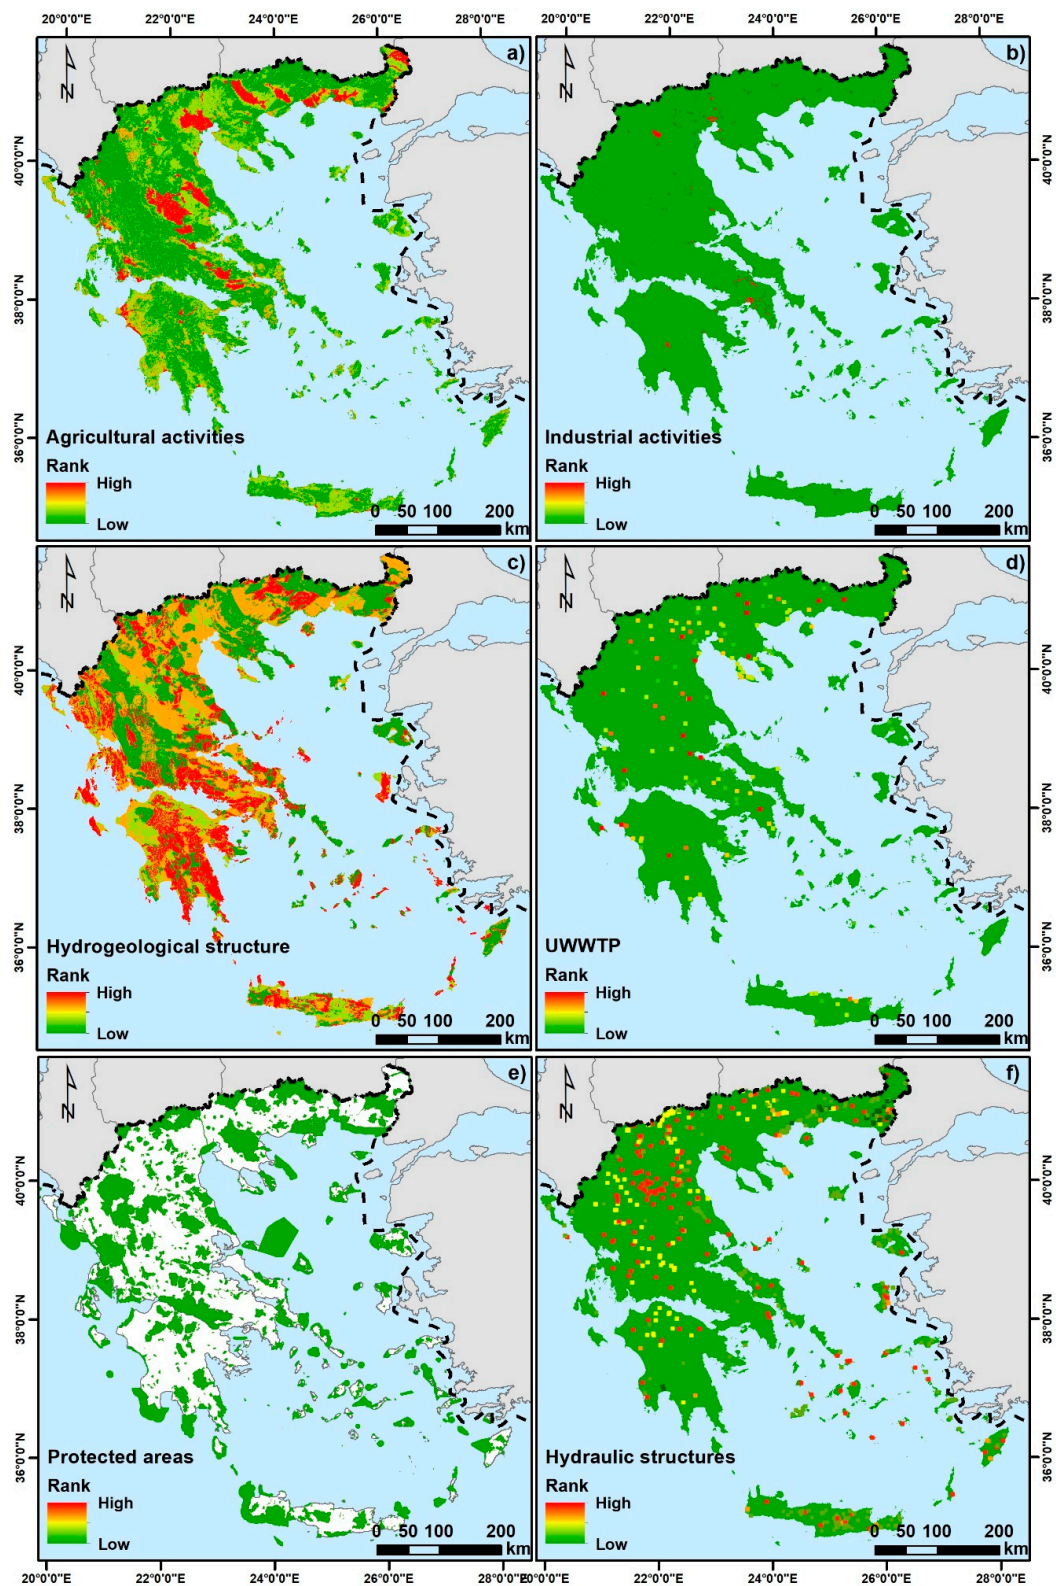 20°0'0"E 22°0'0"E 24°0'0"E 26°0'0"E 28°0'0"E 20°0'0"E 22°0'0"E 24°0'0"E 26°0'0"E 28°0'0"E
a)
N
40°0'0"N
38°0'0"N
36°0'0"N
Agricultural activities
Rank
High
Low
0 50 100 200
km
b)
N
40°0'0"N
38°0'0"N
36°0'0"N
Industrial activities
Rank
High
Low
0 50 100 200
km
c)
N
40°0'0"N
38°0'0"N
36°0'0"N
Hydrogeological structure
Rank
High
Low
0 50 100 200
km
d)
N
40°0'0"N
38°0'0"N
36°0'0"N
UWWTP
Rank
High
Low
0 50 100 200
km
e)
N
40°0'0"N
38°0'0"N
36°0'0"N
Protected areas
Rank
High
Low
0 50 100 200
km
f)
N
40°0'0"N
38°0'0"N
36°0'0"N
Hydraulic structures
Rank
High
Low
0 50 100 200
km
20°0'0"E 22°0'0"E 24°0'0"E 26°0'0"E 28°0'0"E 20°0'0"E 22°0'0"E 24°0'0"E 26°0'0"E 28°0'0"E